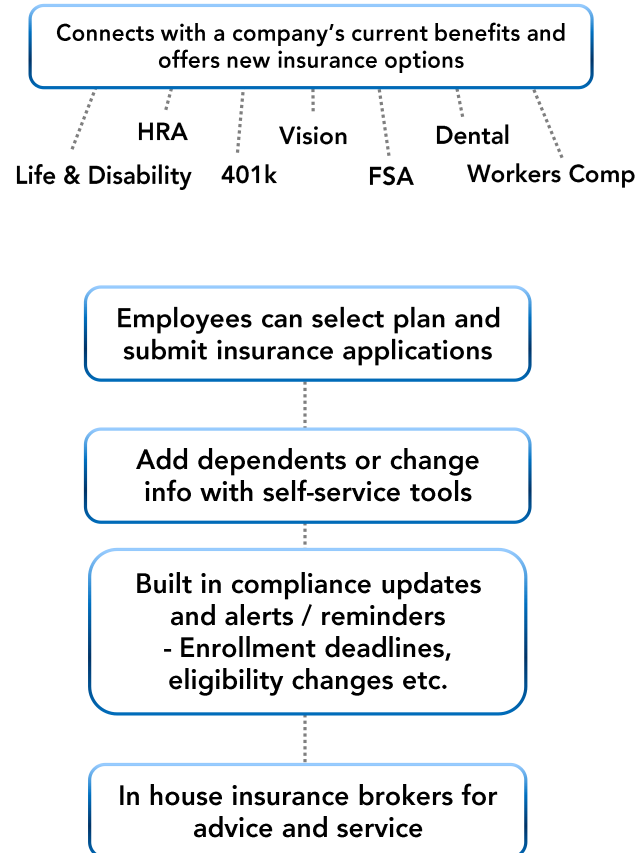 Connects with a company’s current benefits and
offers new insurance options
HRA
Vision
Dental
Life & Disability
401k
FSA
Workers Comp
Employees can select plan and
submit insurance applications
Add dependents or change
info with self-service tools
Built in compliance updates
and alerts / reminders
- Enrollment deadlines,
eligibility changes etc.
In house insurance brokers for
advice and service